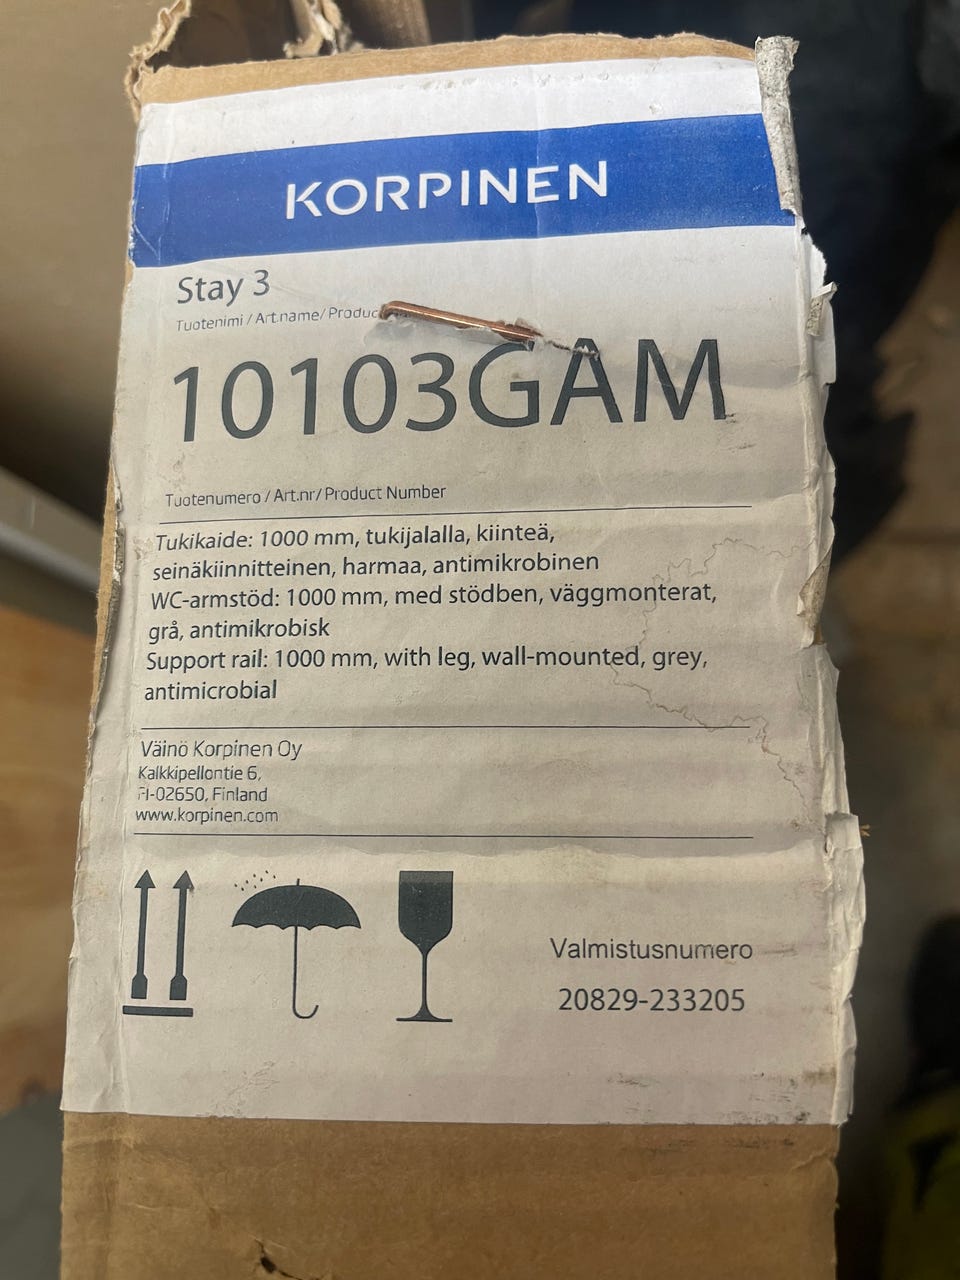 KORPINEN
Stay 3
Tuotenimi / Art.name/ Produc
10103GAM
Tuotenumero / Art.nr/ Product Number
Tukikaide: 1000 mm, tukijalalla, kiinteä,
seinäkiinnitteinen, harmaa, antimikrobinen
WC-armstöd: 1000 mm, med stödben, väggmonterat,
grå, antimikrobisk
Support rail: 1000 mm, with leg, wall-mounted, grey,
antimicrobial
Väinö Korpinen Oy
Kalkkipellontie 6,
FI-02650, Finland
www.korpinen.com
Valmistusnumero
20829-233205